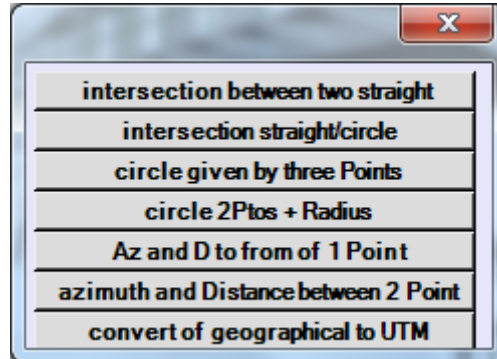 intersection between two straight
intersection straight/circle
circle given by three Points
circle 2Ptos + Radius
Az and D to from of 1 Point
azimuth and Distance between 2 Point
convert of geographical to UTM